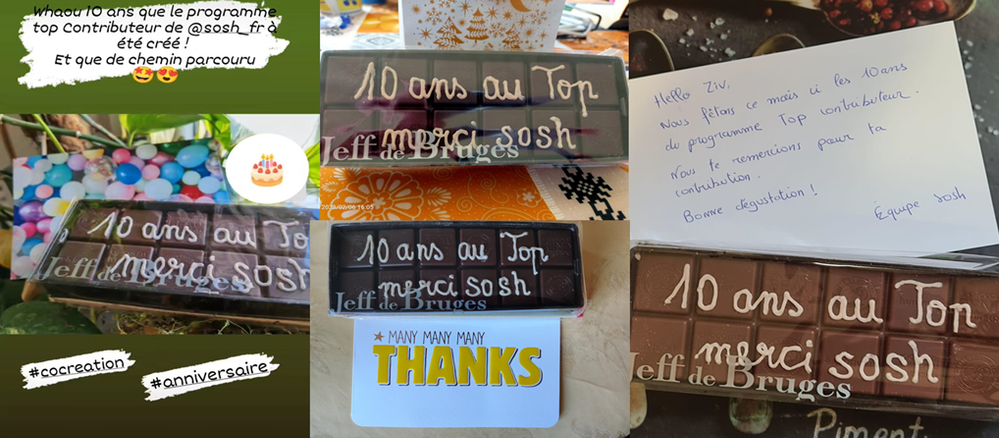 Whaou 10 ans que le programme
top contributeur de @sosh_fr a
été créé !
Et que de chemin parcouru
🤩😍
10 ans au To
merci sosh
Jeff de Bruges
#cocreation
#anniversaire
10 ans au Top
merci sosh
Jeff de Bruges
16:05
10 ans au Top
merci sosh
Jeff de Bruges
MANY MANY MANY
THANKS
Hello Ziv,
Nous fêtons ce mois ci les 10 ans
du programme Top contributeur.
Nous te remercions pour ta
contribution.
Bonne dégustation !
Équipe sosh
10 ans au Top
merci sosh
Jeff de Bruges
Piment